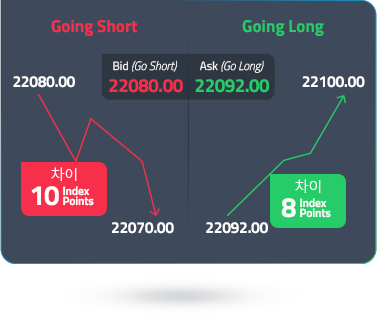 Going Short
Going Long
Bid (Go Short)
22080.00
Ask (Go Long)
22092.00
22080.00
22100.00
차이
10 Index Points
차이
8 Index Points
22070.00
22092.00